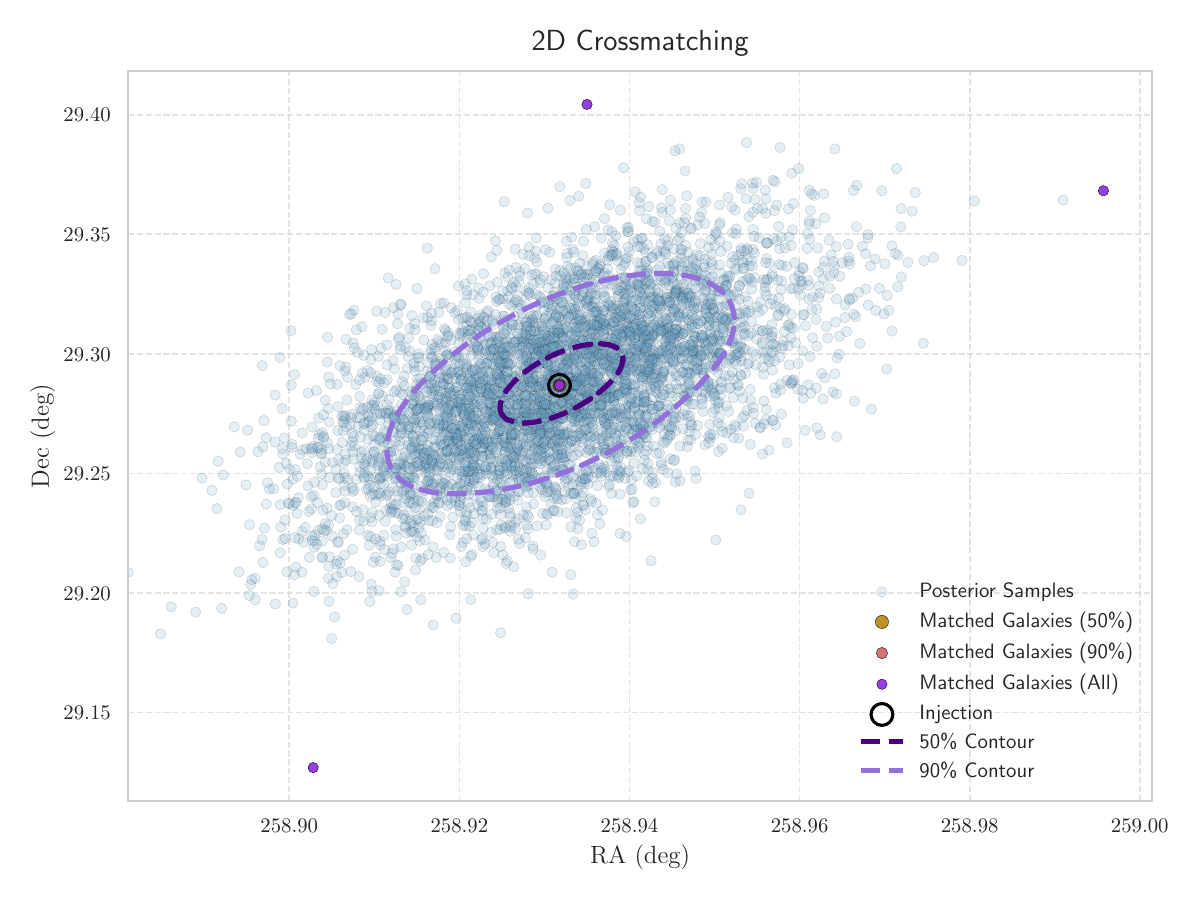 2D Crossmatching
29.40
29.35
29.30
29.25
29.20
29.15
Dec (deg)
Posterior Samples
Matched Galaxies (50%)
Matched Galaxies (90%)
Matched Galaxies (All)
Injection
50% Contour
90% Contour
258.90 258.92 258.94 258.96 258.98 259.00
RA (deg)